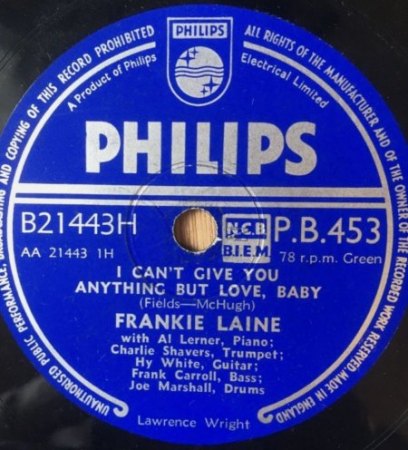 UNAUTHORISED PUBLIC PERFORMANCE, BROADCASTING AND COPYING OF THIS RECORD PROHIBITED
ALL RIGHTS OF THE MANUFACTURER AND OF THE OWNER OF THE RECORDED WORK RESERVED. MADE IN ENGLAND
PHILIPS
A Product of Philips Electrical Limited
PHILIPS
B21443H N.C.B P.B.453
AA 21443 1H B.I.E.M. 78 r.p.m. Green
I CAN'T GIVE YOU
ANYTHING BUT LOVE, BABY
(Fields—McHugh)
FRANKIE LAINE
with Al Lerner, Piano;
Charlie Shavers, Trumpet;
Hy White, Guitar;
Frank Carroll, Bass;
Joe Marshall, Drums
Lawrence Wright